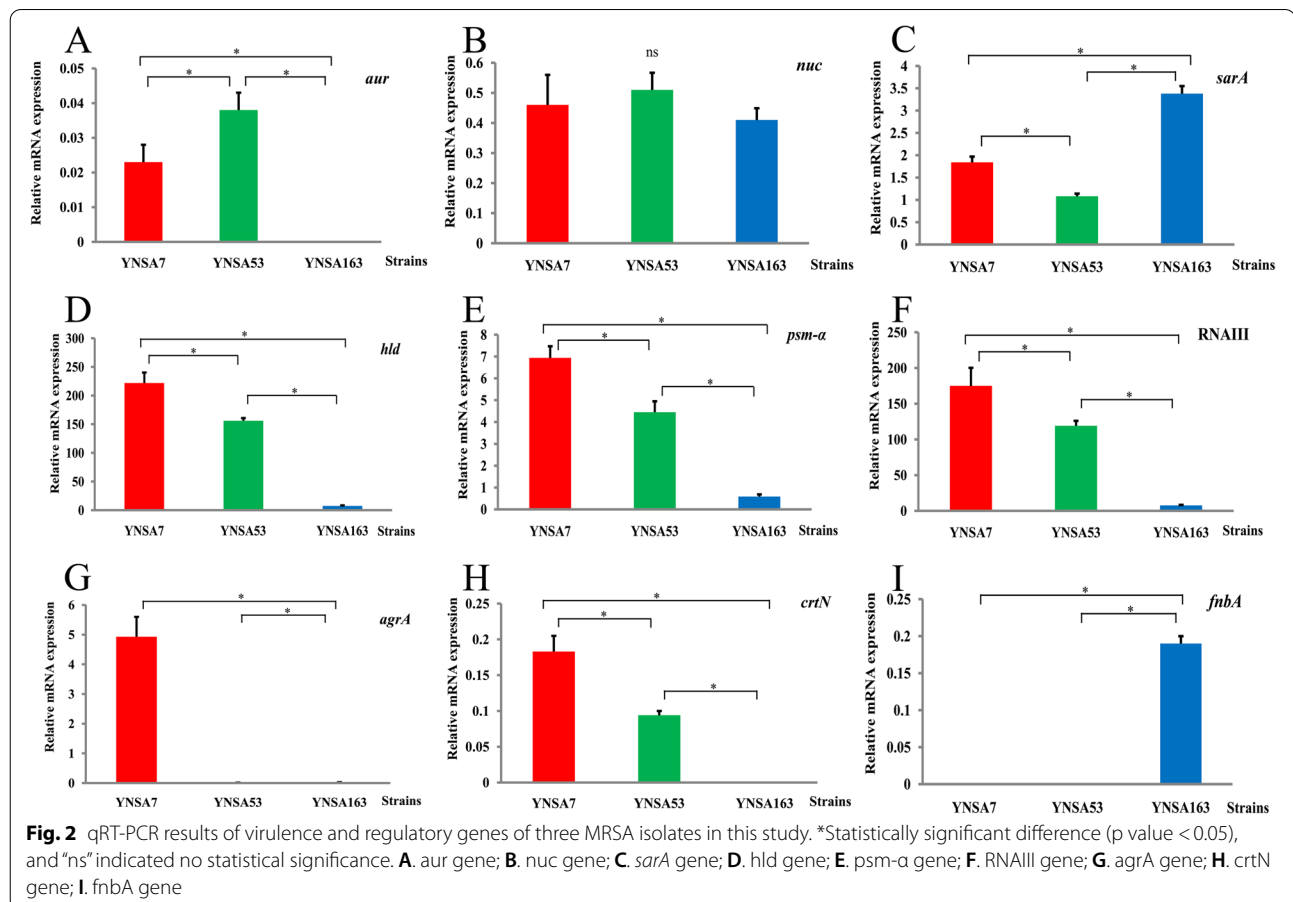 A
*
*
*
aur
Relative mRNA expression
0.05
0.04
0.03
0.02
0.01
0
YNSA7 YNSA53 YNSA163 Strains
B
ns
nuc
Relative mRNA expression
0.6
0.5
0.4
0.3
0.2
0.1
0
YNSA7 YNSA53 YNSA163 Strains
C
*
*
*
sarA
Relative mRNA expression
4
3.5
3
2.5
2
1.5
1
0.5
0
YNSA7 YNSA53 YNSA163 Strains
D
*
*
*
hld
Relative mRNA expression
300
250
200
150
100
50
0
YNSA7 YNSA53 YNSA163 Strains
E
*
*
*
psm-α
Relative mRNA expression
8
7
6
5
4
3
2
1
0
YNSA7 YNSA53 YNSA163 Strains
F
*
*
*
RNAIII
Relative mRNA expression
250
200
150
100
50
0
YNSA7 YNSA53 YNSA163 Strains
G
*
*
agrA
Relative mRNA expression
6
5
4
3
2
1
0
YNSA7 YNSA53 YNSA163 Strains
H
*
*
*
crtN
Relative mRNA expression
0.25
0.2
0.15
0.1
0.05
0
YNSA7 YNSA53 YNSA163 Strains
I
*
*
fnbA
Relative mRNA expression
0.25
0.2
0.15
0.1
0.05
0
YNSA7 YNSA53 YNSA163 Strains
Fig. 2 qRT-PCR results of virulence and regulatory genes of three MRSA isolates in this study. *Statistically significant difference (p value < 0.05),
and “ns” indicated no statistical significance. A. aur gene; B. nuc gene; C. sarA gene; D. hld gene; E. psm-α gene; F. RNAIII gene; G. agrA gene; H. crtN
gene; I. fnbA gene